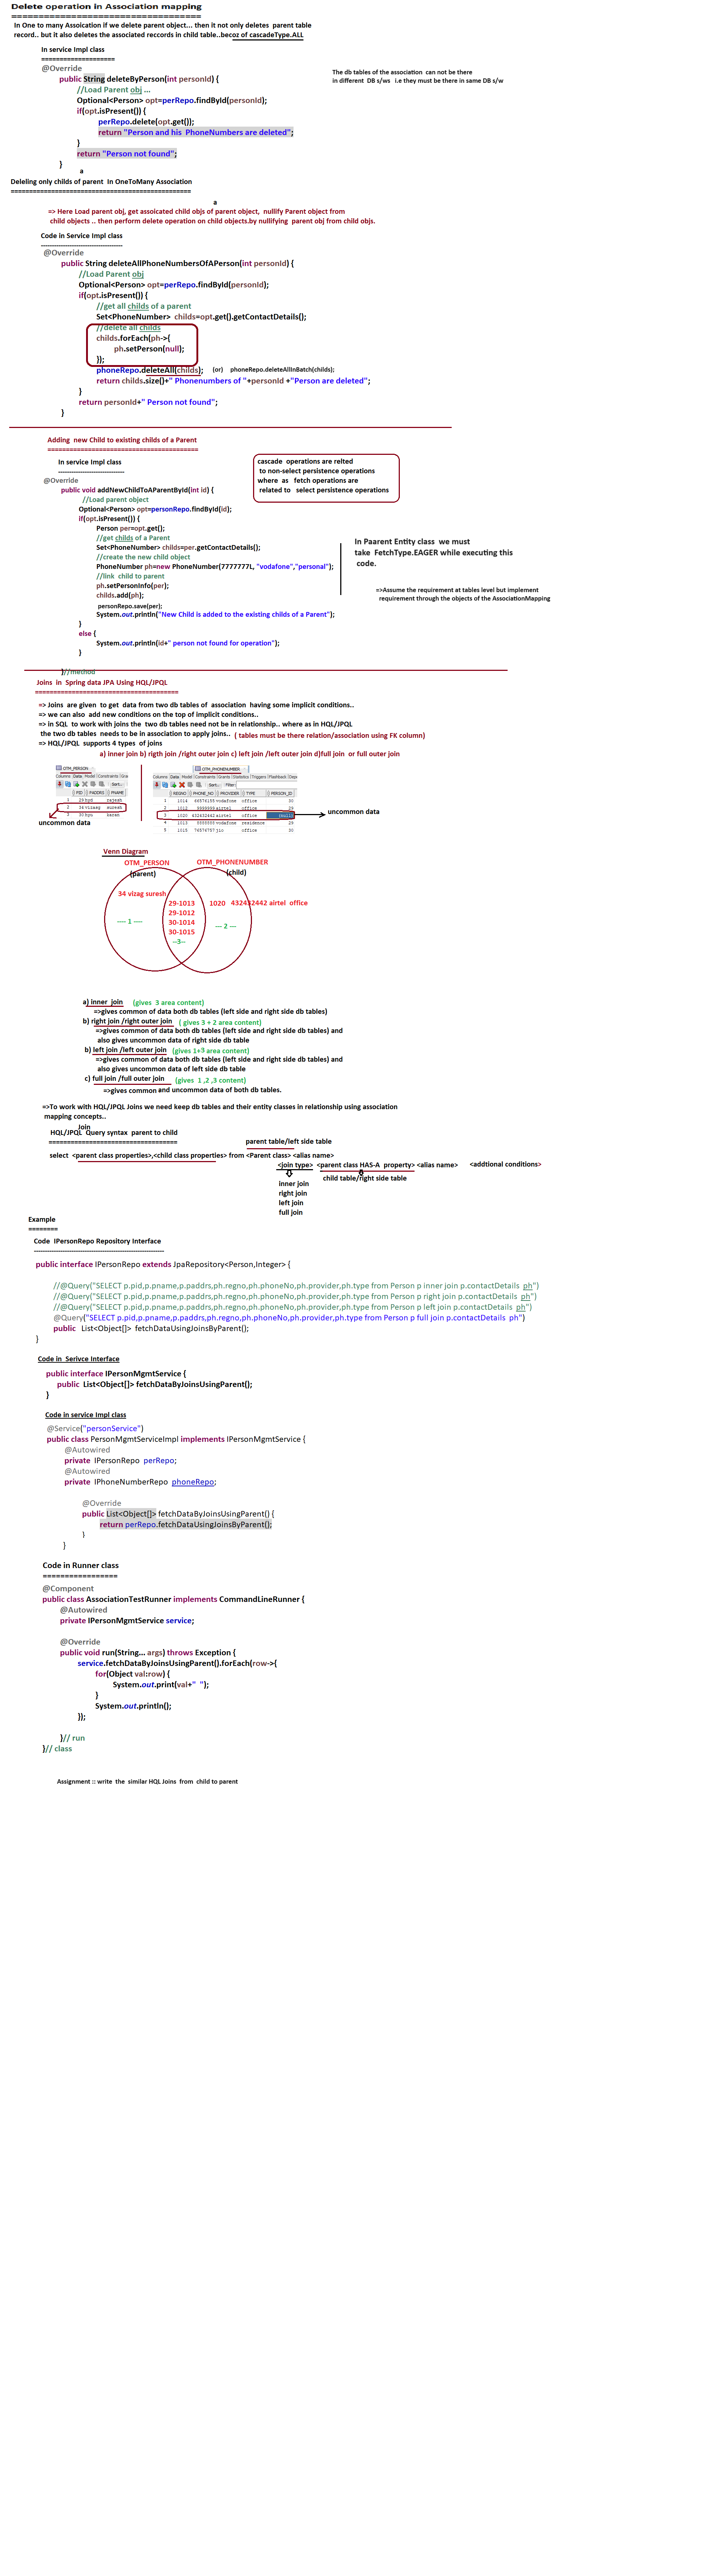 Delete operation in Association mapping
===================================
In One to many Assoication if we delete parent object... then it not only deletes parent table
record.. but it also deletes the associated reccords in child table..becoz of cascadeType.ALL
In service Impl class
====================
@Override
public String deleteByPerson(int personId) {
//Load Parent obj ...
Optional<Person> opt=perRepo.findById(personId);
if(opt.isPresent()) {
perRepo.delete(opt.get());
return "Person and his  PhoneNumbers are deleted";
}
return "Person not found";
}
The db tables of the association  can not be there
in different  DB s/ws   i.e they must be there in same DB s/w
a
Deleling only childs of parent  In OneToMany Association
=================================================
a
=> Here Load parent obj, get assoicated child objs of parent object,  nullify Parent object from
child objects .. then perform delete operation on child objects.by nullifying  parent obj from child objs.
Code in Service Impl class
-------------------------------------
@Override
public String deleteAllPhoneNumbersOfAPerson(int personId) {
//Load Parent obj
Optional<Person> opt=perRepo.findById(personId);
if(opt.isPresent()) {
//get all childs of a parent
Set<PhoneNumber>  childs=opt.get().getContactDetails();
//delete all childs
childs.forEach(ph->{
ph.setPerson(null);
});
phoneRepo.deleteAll(childs);    (or)    phoneRepo.deleteAllInBatch(childs);
return childs.size()+" Phonenumbers of "+personId +"Person are deleted";
}
return personId+" Person not found";
}
Adding  new Child to existing childs of a Parent
=========================================
In service Impl class
------------------------------
@Override
public void addNewChildToAParentById(int id) {
//Load parent object
Optional<Person> opt=personRepo.findById(id);
if(opt.isPresent()) {
Person per=opt.get();
//get childs of a Parent
Set<PhoneNumber> childs=per.getContactDetails();
//create the new child object
PhoneNumber ph=new PhoneNumber(7777777L, "vodafone","personal");
//link  child to parent
ph.setPersonInfo(per);
childs.add(ph);
personRepo.save(per);
System.out.println("New Child is added to the existing childs of a Parent");
}
else {
System.out.println(id+" person not found for operation");
}
}//method
cascade  operations are relted
to non-select persistence operations
where  as   fetch operations are
related to   select persistence operations
In Paarent Entity class  we must
take  FetchType.EAGER while executing this
code.
=>Assume the requirement at tables level but implement
requirement through the objects of the AssociationMapping
Joins  in  Spring data JPA Using HQL/JPQL
=======================================
=> Joins  are given  to get  data from two db tables of  association  having some implicit conditions..
=> we can also  add new conditions on the top of implicit conditions..
=> in SQL  to work with joins the  two db tables need not be in relationship.. where as in HQL/JPQL
the two db tables  needs to be in association to apply joins..  ( tables must be there relation/association using FK column)
=> HQL/JPQL  supports 4 types  of joins
a) inner join b) rigth join /right outer join c) left join /left outer join d)full join  or full outer join
OTM_PERSON
Columns Data Model Constraints Gra
Sort..
PID PADDRS PNAME
1 29 hyd rajesh
2 34 vizag suresh
3 30 hyd karan
uncommon data
OTM_PHONENUMBER
Columns Data Model Constraints Grants Statistics Triggers Flashback Depe
Sort.. Filter:
REGNO PHONE_NO PROVIDER TYPE PERSON_ID
1 1014 46576155 vodafone office 30
2 1012 9999999 airtel office 29
3 1020 432432442 airtel office (null)
4 1013 8888888 vodafone residence 29
5 1015 76576757 jio office 30
uncommon data
Venn Diagram
OTM_PERSON
(parent)
OTM_PHONENUMBER
(child)
34 vizag suresh
29-1013
29-1012
30-1014
30-1015
1020   432432442 airtel  office
---- 1 ----
--- 2 ---
--3--
a) inner  join    (gives  3 area content)
=>gives common of data both db tables (left side and right side db tables)
b) right join /right outer join   ( gives 3 + 2 area content)
=>gives common of data both db tables (left side and right side db tables) and
also gives uncommon data of right side db table
b) left join /left outer join   (gives 1+3 area content)
=>gives common of data both db tables (left side and right side db tables) and
also gives uncommon data of left side db table
c) full join /full outer join     (gives  1 ,2 ,3 content)
=>gives common and uncommon data of both db tables.
=>To work with HQL/JPQL Joins we need keep db tables and their entity classes in relationship using association
mapping concepts..
Join
HQL/JPQL  Query syntax  parent to child
===================================
parent table/left side table
select  <parent class properties>,<child class properties> from <Parent class> <alias name>
<join type>  <parent class HAS-A  property> <alias name>      <addtional conditions>
child table/right side table
inner join
right join
left join
full join
Example
========
Code  IPersonRepo Repository Interface
-----------------------------------------------------------
public interface IPersonRepo extends JpaRepository<Person,Integer> {
//@Query("SELECT p.pid,p.pname,p.paddrs,ph.regno,ph.phoneNo,ph.provider,ph.type from Person p inner join p.contactDetails  ph")
//@Query("SELECT p.pid,p.pname,p.paddrs,ph.regno,ph.phoneNo,ph.provider,ph.type from Person p right join p.contactDetails  ph")
//@Query("SELECT p.pid,p.pname,p.paddrs,ph.regno,ph.phoneNo,ph.provider,ph.type from Person p left join p.contactDetails  ph")
@Query("SELECT p.pid,p.pname,p.paddrs,ph.regno,ph.phoneNo,ph.provider,ph.type from Person p full join p.contactDetails  ph")
public  List<Object[]>  fetchDataUsingJoinsByParent();
}
Code in  Serivce Interface
public interface IPersonMgmtService {
public  List<Object[]> fetchDataByJoinsUsingParent();
}
Code in service Impl class
@Service("personService")
public class PersonMgmtServiceImpl implements IPersonMgmtService {
@Autowired
private  IPersonRepo  perRepo;
@Autowired
private  IPhoneNumberRepo  phoneRepo;
@Override
public List<Object[]> fetchDataByJoinsUsingParent() {
return perRepo.fetchDataUsingJoinsByParent();
}
}
Code in Runner class
=================
@Component
public class AssociationTestRunner implements CommandLineRunner {
@Autowired
private IPersonMgmtService service;
@Override
public void run(String... args) throws Exception {
service.fetchDataByJoinsUsingParent().forEach(row->{
for(Object val:row) {
System.out.print(val+"  ");
}
System.out.println();
});
}// run
}// class
Assignment :: write  the  similar HQL Joins  from  child to parent